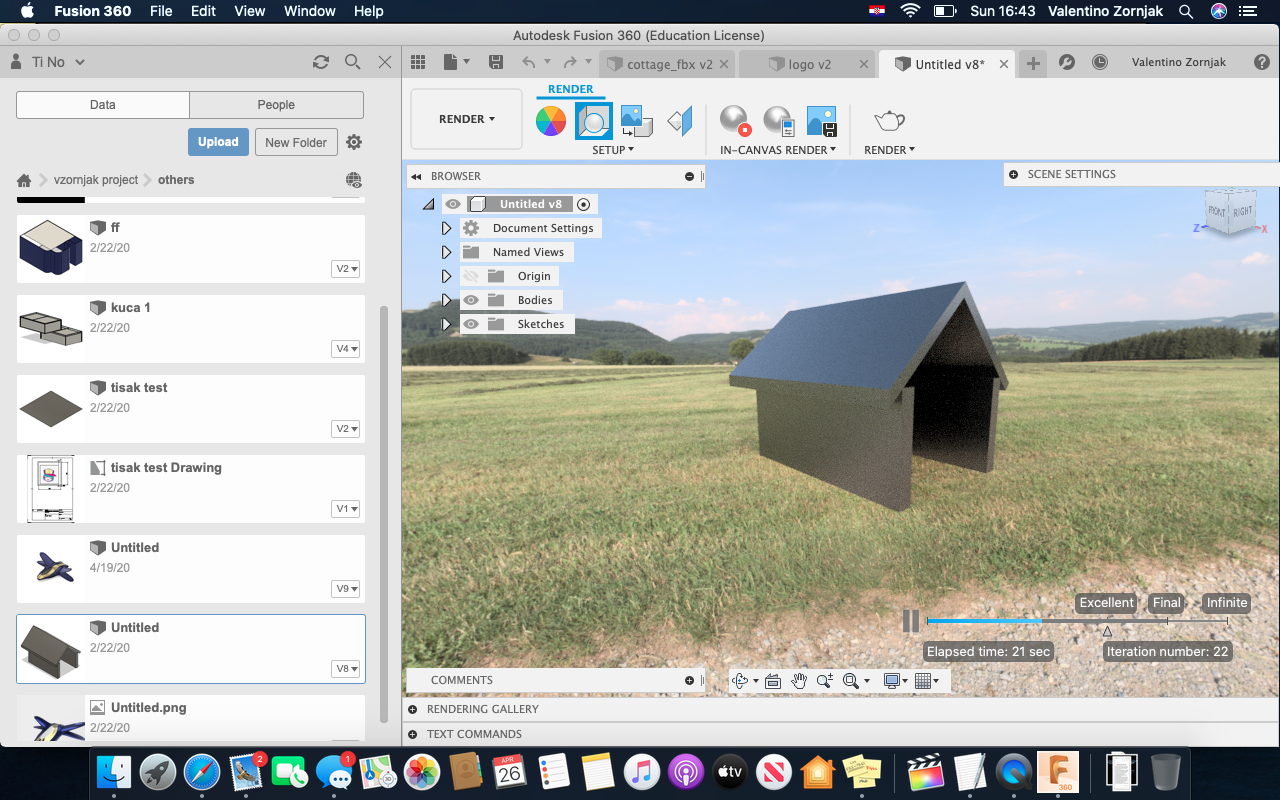 Fusion 360 File Edit View Window Help Sun 16:43 Valentino Zornjak
Autodesk Fusion 360 (Education License)
Ti No
cottage_fbx v2
logo v2
Untitled v8*
Valentino Zornjak
Data
People
Upload
New Folder
vzornjak project
others
ff
2/22/20
V2
kuca 1
2/22/20
V4
tisak test
2/22/20
V2
tisak test Drawing
2/22/20
V1
Untitled
4/19/20
V9
Untitled
2/22/20
V8
Untitled.png
2/22/20
RENDER
RENDER
SETUP
IN-CANVAS RENDER
RENDER
BROWSER
Untitled v8
Document Settings
Named Views
Origin
Bodies
Sketches
SCENE SETTINGS
FRONT
RIGHT
Z
X
Excellent
Final
Infinite
Elapsed time: 21 sec
Iteration number: 22
COMMENTS
RENDERING GALLERY
TEXT COMMANDS
2
1
30
APR
26
tv
360